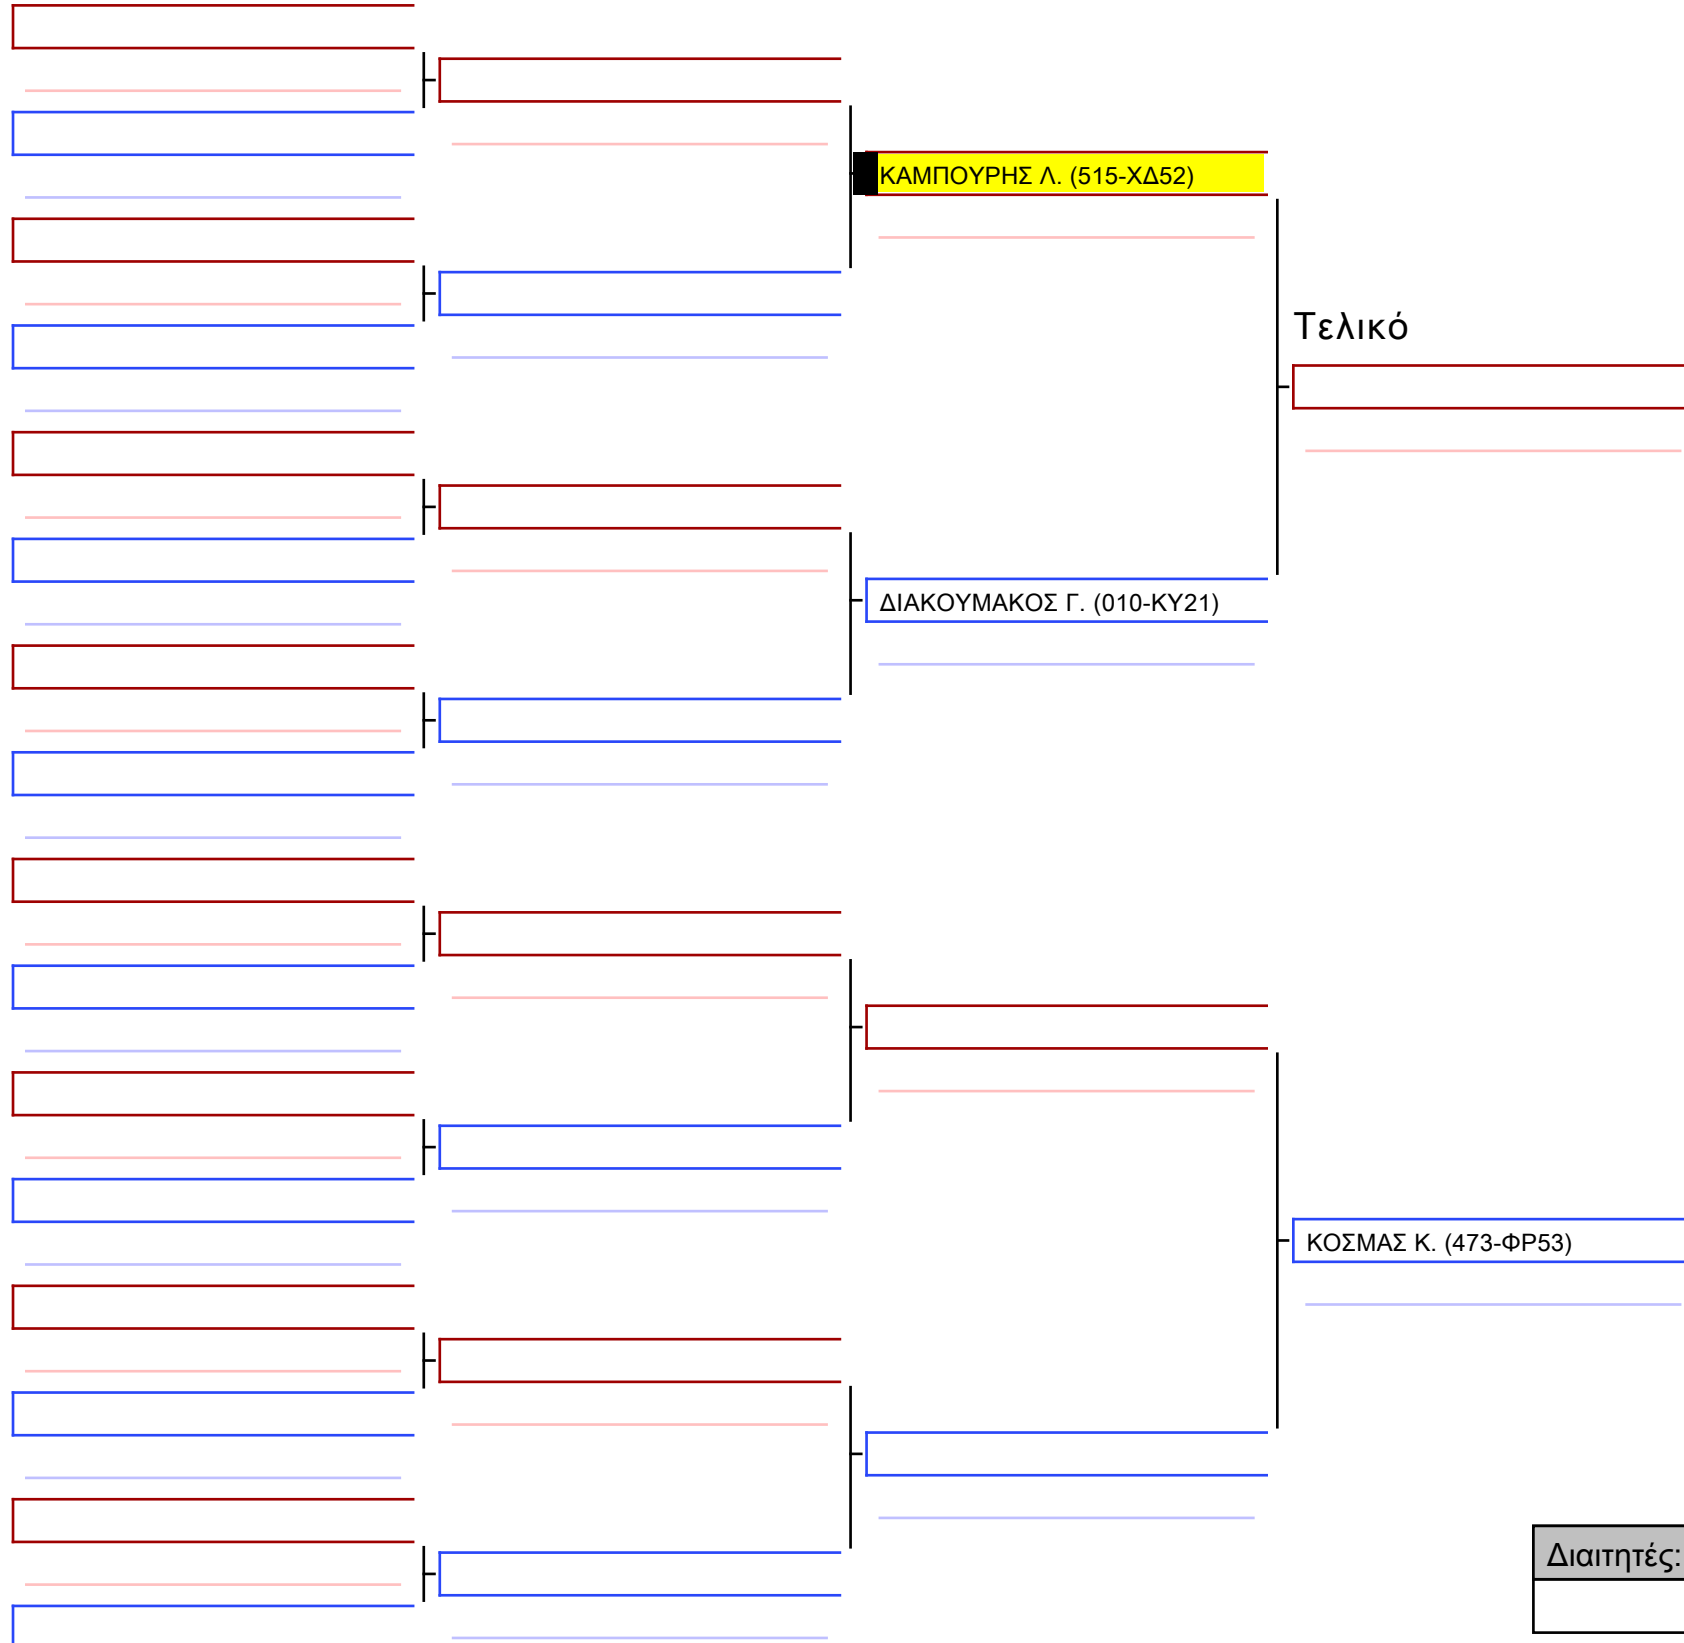 ΚΑΜΠΟΥΡΗΣ Λ. (515-ΧΔ52)
Τελικό
ΔΙΑΚΟΥΜΑΚΟΣ Γ. (010-ΚΥ21)
ΚΟΣΜΑΣ Κ. (473-ΦΡ53)
Διαιτητές: